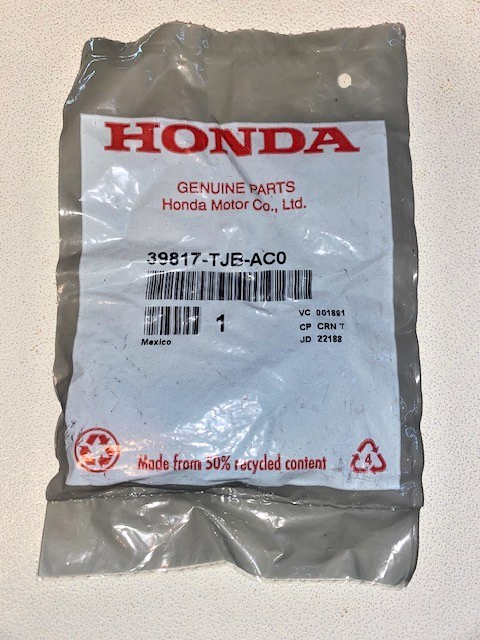 HONDA
GENUINE PARTS
Honda Motor Co., Ltd.
39817-TJB-AC0
1
Mexico
VC 001891
CP CRN T
JD 22188
Made from 50% recycled content
4